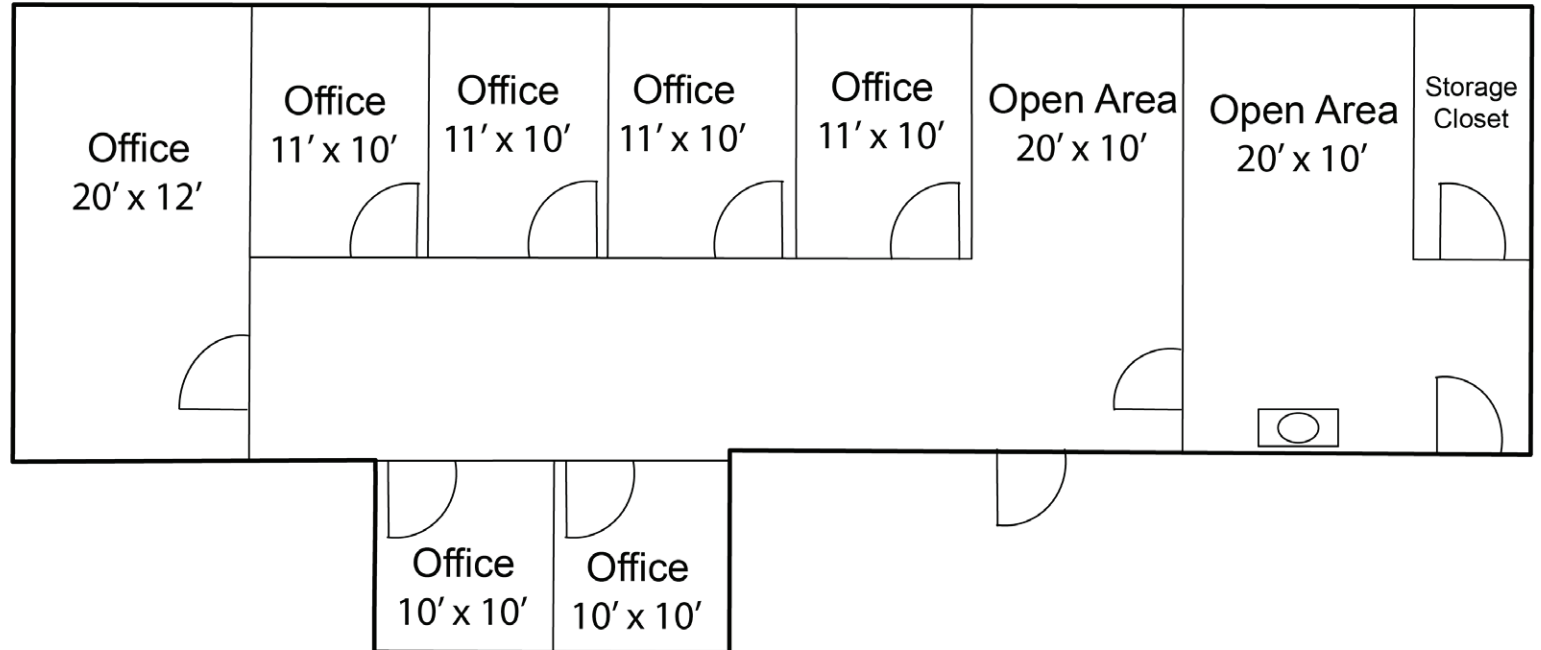 Office
20′ x 12′
Office
11′ x 10′
Office
11′ x 10′
Office
11′ x 10′
Office
11′ x 10′
Open Area
20′ x 10′
Open Area
20′ x 10′
Storage
Closet
Office
10′ x 10′
Office
10′ x 10′